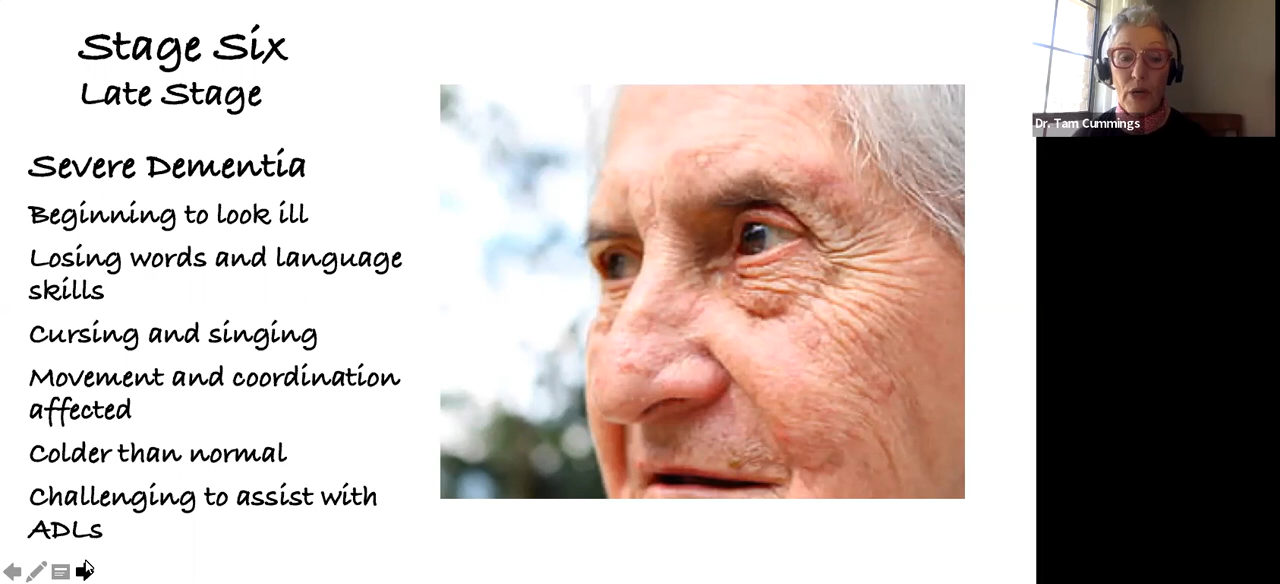 Stage Six
Late Stage
Severe Dementia
Beginning to look ill
Losing words and language
skills
Cursing and singing
Movement and coordination
affected
Colder than normal
Challenging to assist with
ADLs
Dr. Tam Cummings